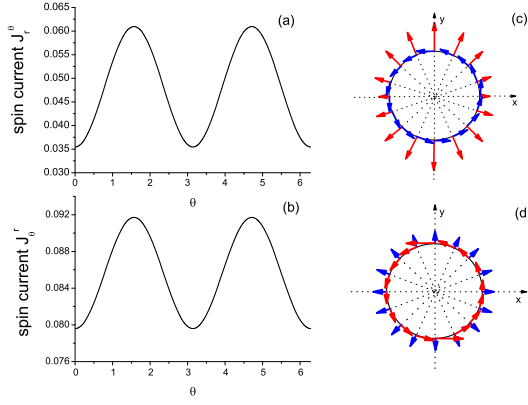 0.065
0.060
0.055
0.050
0.045
0.040
0.035
0.030
spin current J_r^θ
(a)
0 1 2 3 4 5 6
θ
(c)
y
x
0.092
0.088
0.084
0.080
0.076
spin current J_θ^r
(b)
0 1 2 3 4 5 6
θ
(d)
y
x